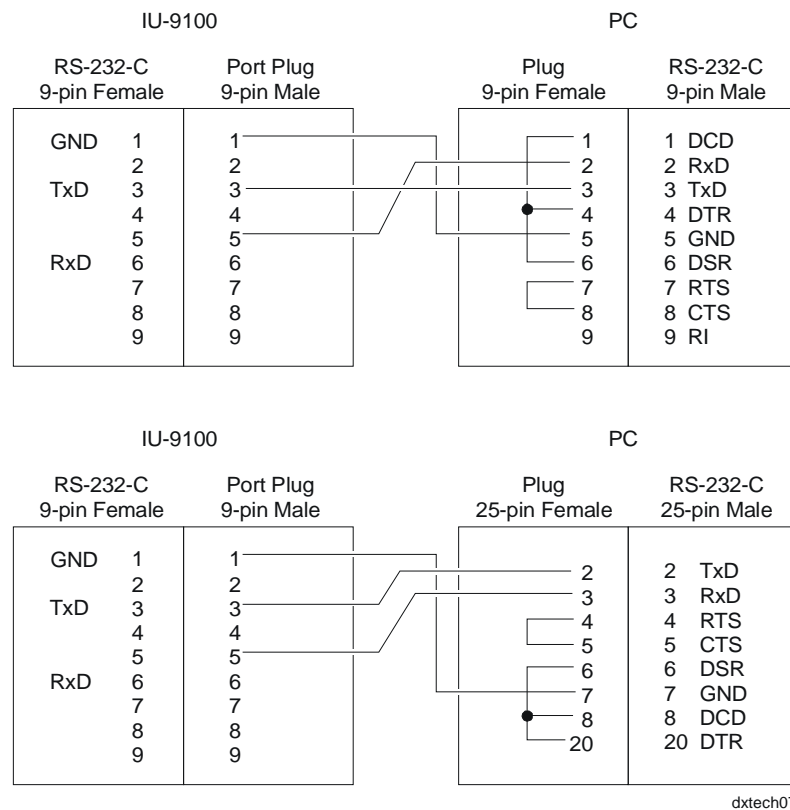 IU-9100 PC
RS-232-C Port Plug Plug RS-232-C
9-pin Female 9-pin Male 9-pin Female 9-pin Male
GND 1 1 1 1 DCD
2 2 2 2 RxD
TxD 3 3 3 3 TxD
4 4 4 4 DTR
5 5 5 5 GND
RxD 6 6 6 6 DSR
7 7 7 7 RTS
8 8 8 8 CTS
9 9 9 9 RI
IU-9100 PC
RS-232-C Port Plug Plug RS-232-C
9-pin Female 9-pin Male 25-pin Female 25-pin Male
GND 1 1
2 2 2 2 TxD
TxD 3 3 3 3 RxD
4 4 4 4 RTS
5 5 5 5 CTS
RxD 6 6 6 6 DSR
7 7 7 7 GND
8 8 8 8 DCD
9 9 20 20 DTR